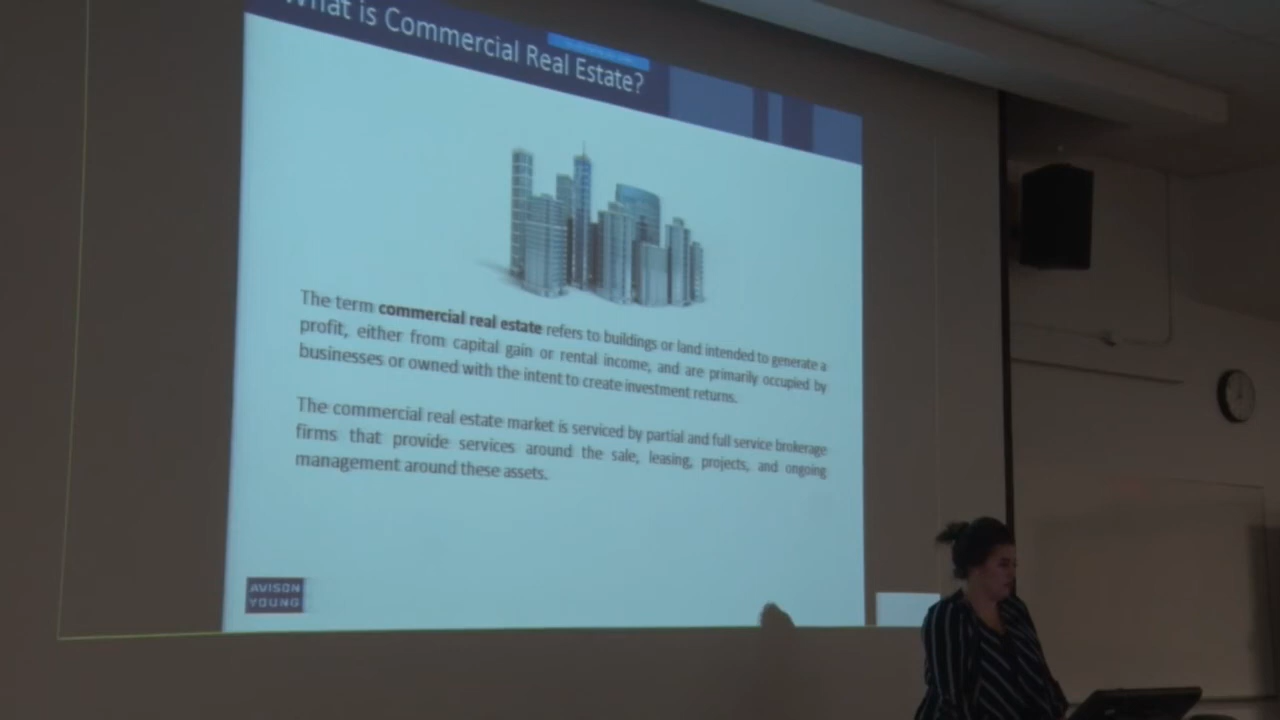 What is Commercial Real Estate?
The term commercial real estate refers to buildings or land intended to generate a
profit, either from capital gain or rental income, and are primarily occupied by
businesses or owned with the intent to create investment returns.
The commercial real estate market is serviced by partial and full service brokerage
firms that provide services around the sale, leasing, projects, and ongoing
management around these assets.
AVISON
YOUNG